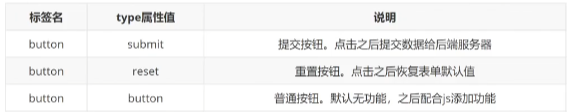 标签名 type属性值 说明
button submit 提交按钮。点击之后提交数据给后端服务器
button reset 重置按钮。点击之后恢复表单默认值
button button 普通按钮。默认无功能，之后配合js添加功能